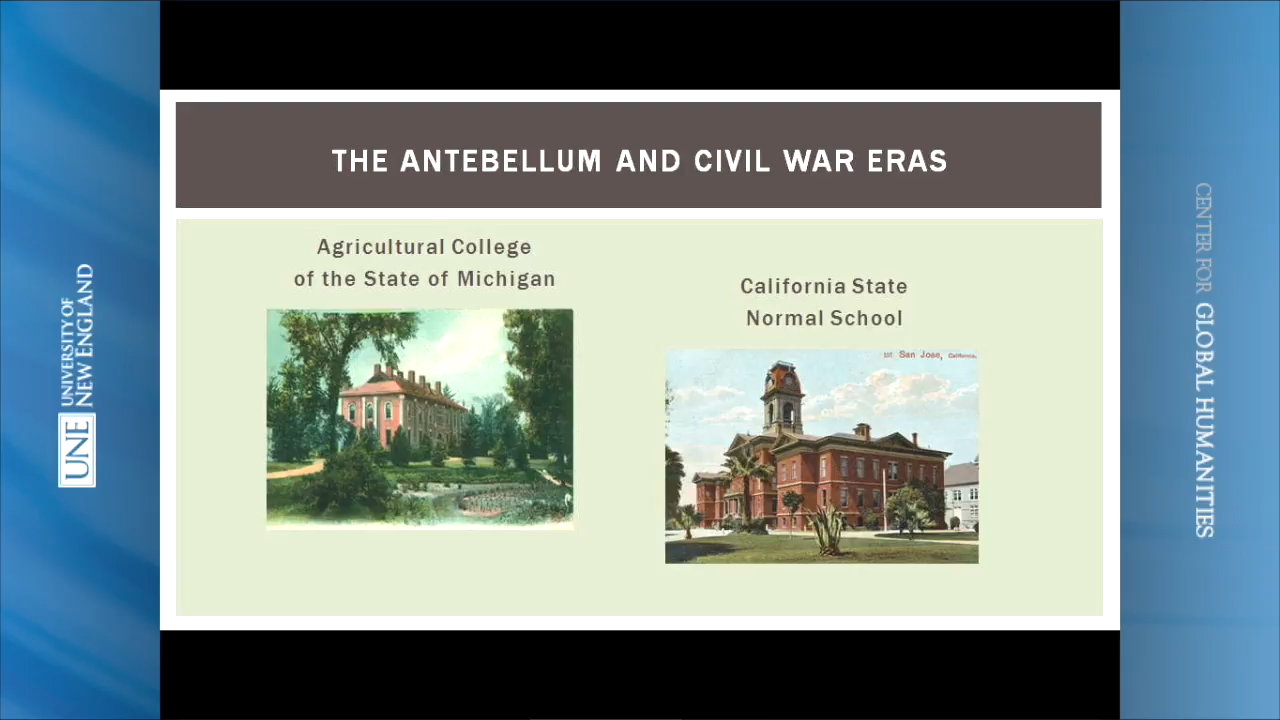 THE ANTEBELLUM AND CIVIL WAR ERAS
Agricultural College
of the State of Michigan
California State
Normal School
San Jose, California.
UNE
UNIVERSITY OF
NEW ENGLAND
CENTER FOR GLOBAL HUMANITIES